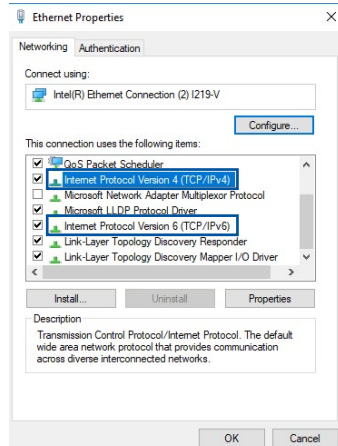 Ethernet Properties
Networking Authentication
Connect using:
Intel(R) Ethernet Connection (2) I219-V
Configure...
This connection uses the following items:
QoS Packet Scheduler
Internet Protocol Version 4 (TCP/IPv4)
Microsoft Network Adapter Multiplexor Protocol
Microsoft LLDP Protocol Driver
Internet Protocol Version 6 (TCP/IPv6)
Link-Layer Topology Discovery Responder
Link-Layer Topology Discovery Mapper I/O Driver
Install... Uninstall Properties
Description
Transmission Control Protocol/Internet Protocol. The default
wide area network protocol that provides communication
across diverse interconnected networks.
OK Cancel